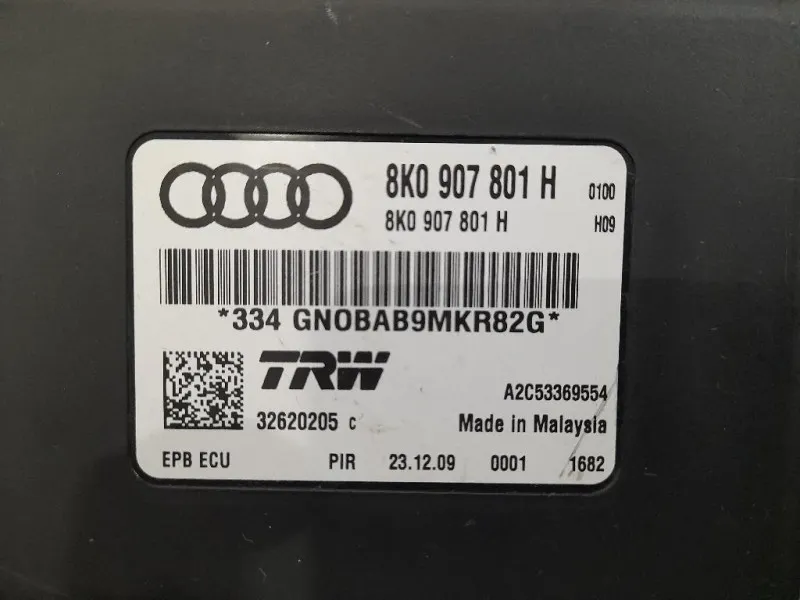 8K0 907 801 H 0100
8K0 907 801 H H09
*334 GN0BAB9MKR82G*
TRW
A2C53369554
32620205 c Made in Malaysia
EPB ECU PIR 23.12.09 0001 1682